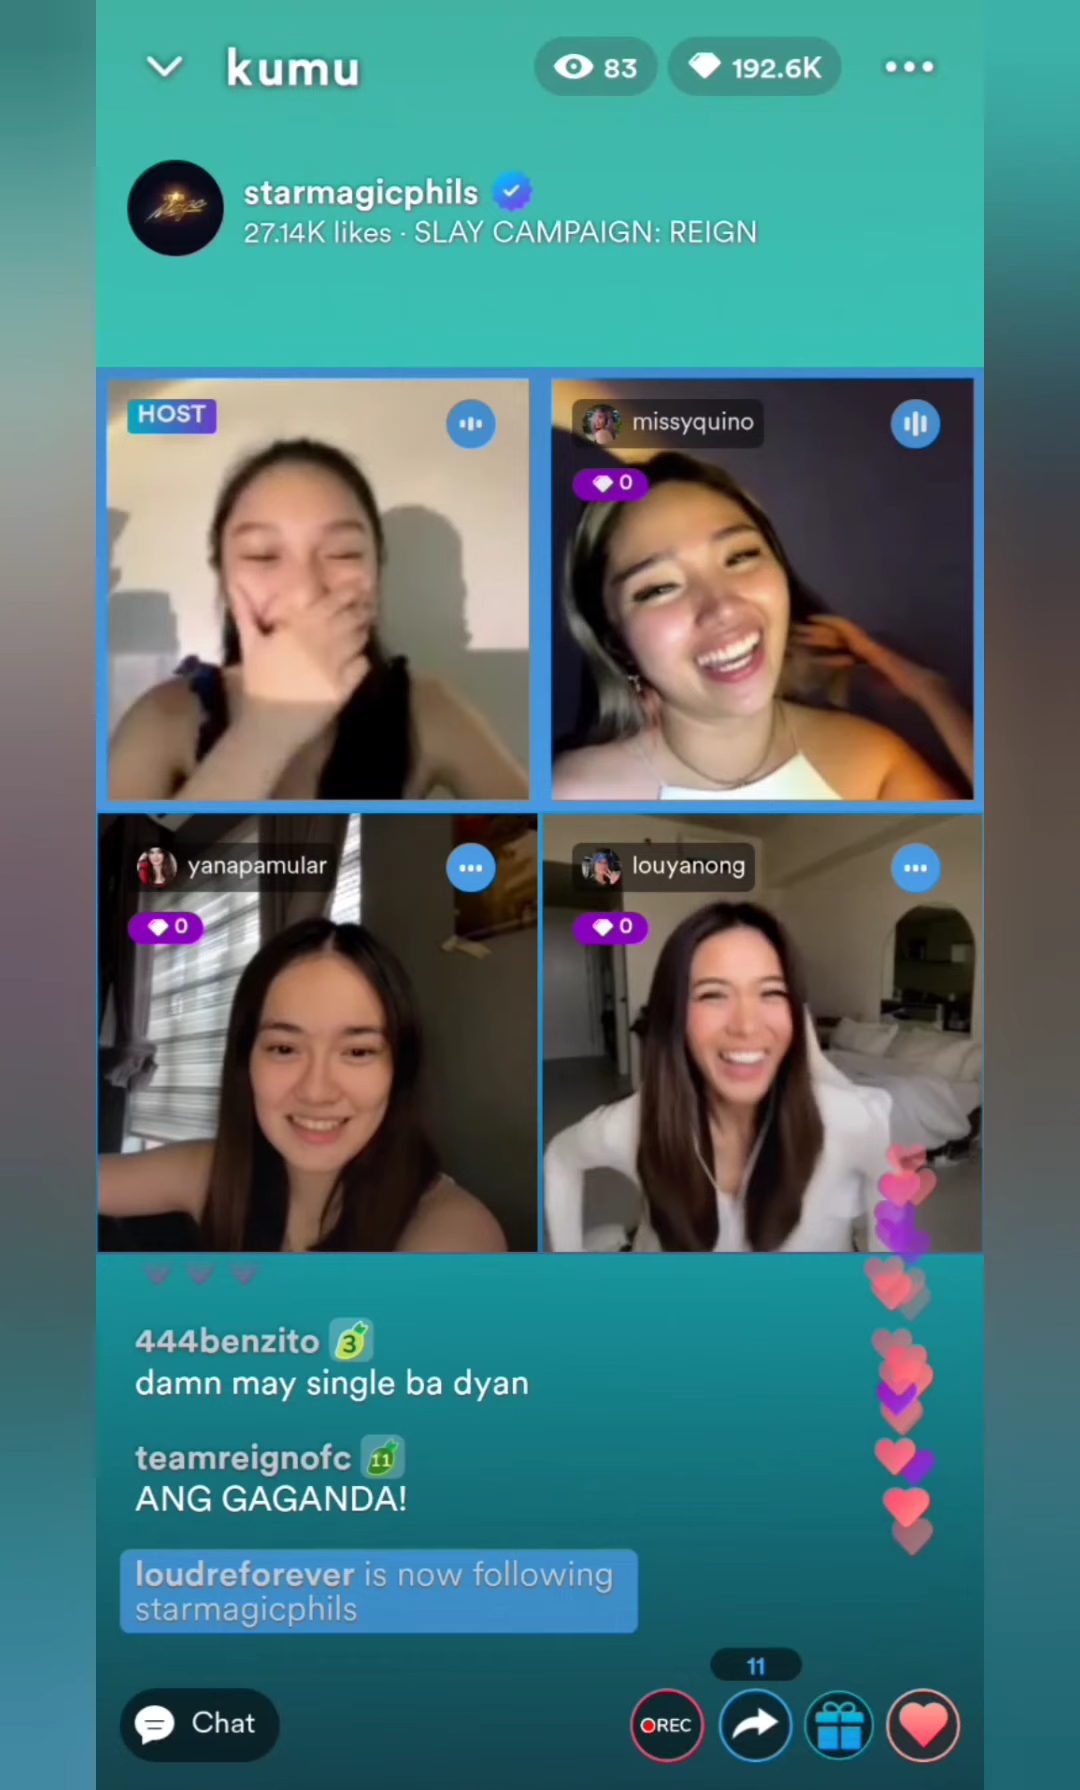 kumu
83
192.6K
starmagicphils
27.14K likes · SLAY CAMPAIGN: REIGN
HOST
missyquino
0
yanapamular
0
louyanong
0
444benzito 3
damn may single ba dyan
teamreignofc 11
ANG GAGANDA!
loudreforever is now following
starmagicphils
11
Chat
REC